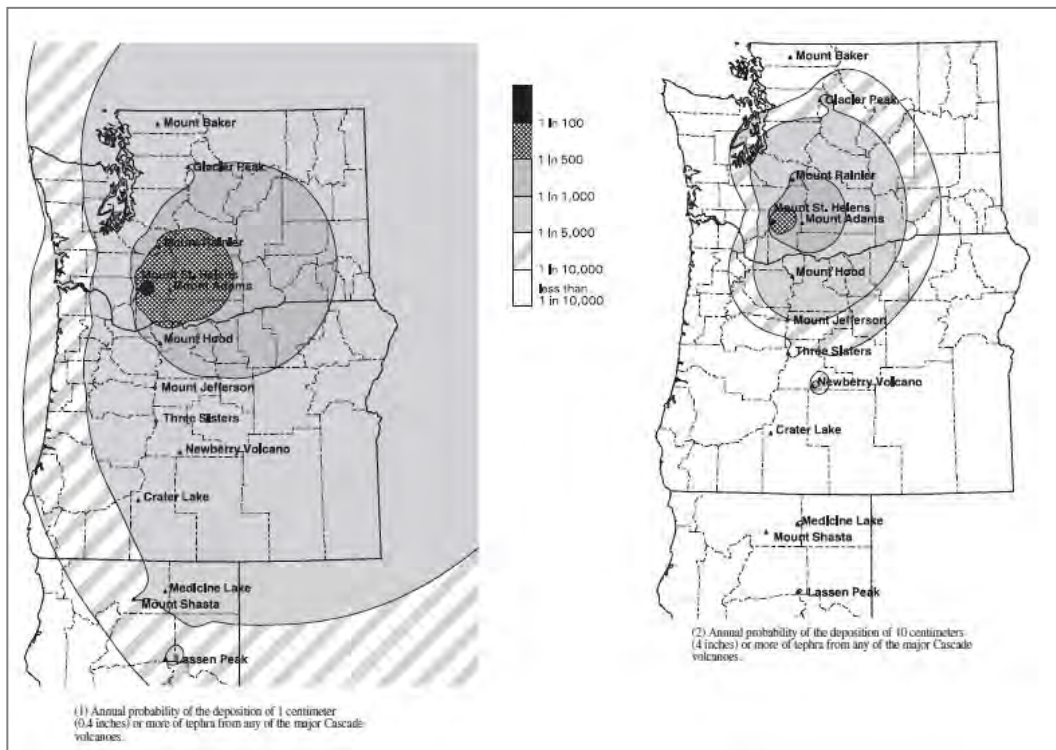 Mount Baker
Glacier Peak
Mount Rainier
Mount St. Helens
Mount Adams
Mount Hood
Mount Jefferson
Three Sisters
Newberry Volcano
Crater Lake
Medicine Lake
Mount Shasta
Lassen Peak
(1) Annual probability of the deposition of 1 centimeter
(0.4 inches) or more of tephra from any of the major Cascade
volcanoes.
1 in 100
1 in 500
1 in 1,000
1 in 5,000
1 in 10,000
less than
1 in 10,000
Mount Baker
Glacier Peak
Mount Rainier
Mount St. Helens
Mount Adams
Mount Hood
Mount Jefferson
Three Sisters
Newberry Volcano
Crater Lake
Medicine Lake
Mount Shasta
Lassen Peak
(2) Annual probability of the deposition of 10 centimeters
(4 inches) or more of tephra from any of the major Cascade
volcanoes.